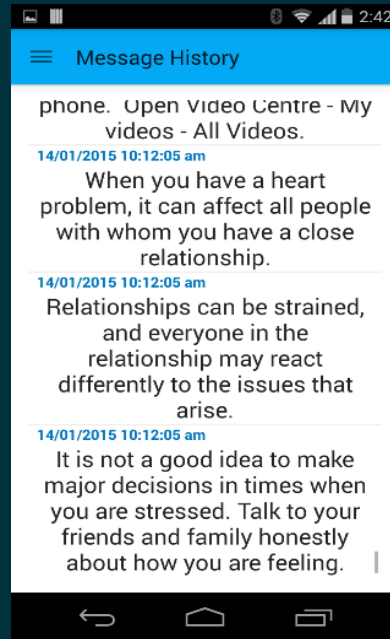 2:42
Message History
phone. Open Video Centre - My
videos - All Videos.
14/01/2015 10:12:05 am
When you have a heart
problem, it can affect all people
with whom you have a close
relationship.
14/01/2015 10:12:05 am
Relationships can be strained,
and everyone in the
relationship may react
differently to the issues that
arise.
14/01/2015 10:12:05 am
It is not a good idea to make
major decisions in times when
you are stressed. Talk to your
friends and family honestly
about how you are feeling.